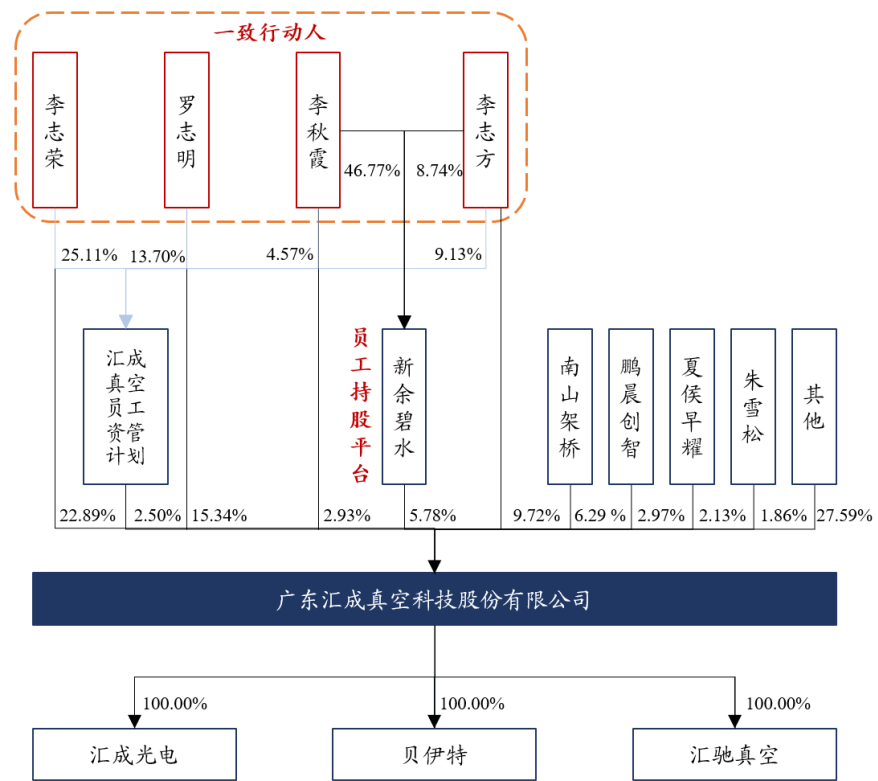 一致行动人
李志荣
罗志明
李秋霞
李志方
46.77%
8.74%
25.11%
13.70%
4.57%
9.13%
汇成
真空
员工
资管
计划
员工持股平台
新余碧水
南山架桥
鹏晨创智
夏侯早耀
朱雪松
其他
22.89%
2.50%
15.34%
2.93%
5.78%
9.72%
6.29 %
2.97%
2.13%
1.86%
27.59%
广东汇成真空科技股份有限公司
100.00%
100.00%
100.00%
汇成光电
贝伊特
汇驰真空